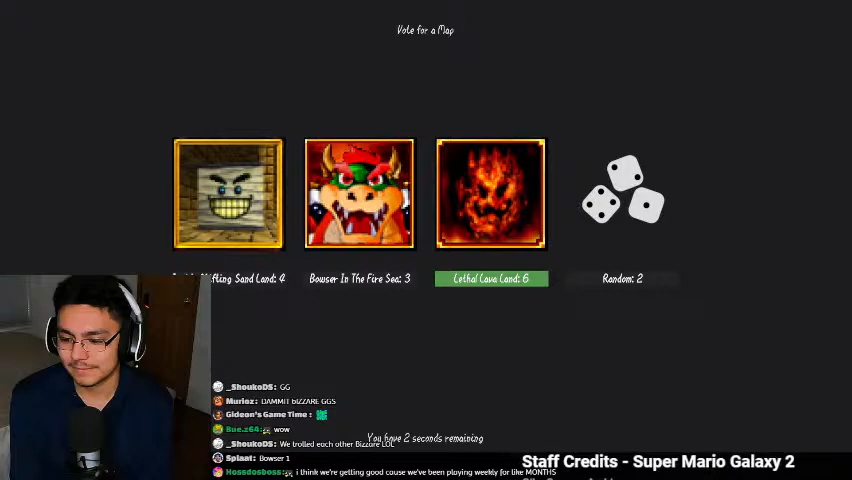 Vote for a Map
Shifting Sand Land: 4
Bowser In The Fire Sea: 3
Lethal Lava Land: 6
Random: 2
_ShoukoDS: GG
Murioz: DAMMIT bIZZARE GGS
Gideon's Game Time :
Bue.z64: wow
_ShoukoDS: We trolled each other Bizzare LOL
You have 2 seconds remaining
Splaat: Bowser 1
Xossdosboss: i think we're getting good cause we've been playing weekly for like MONTHS
Staff Credits - Super Mario Galaxy 2